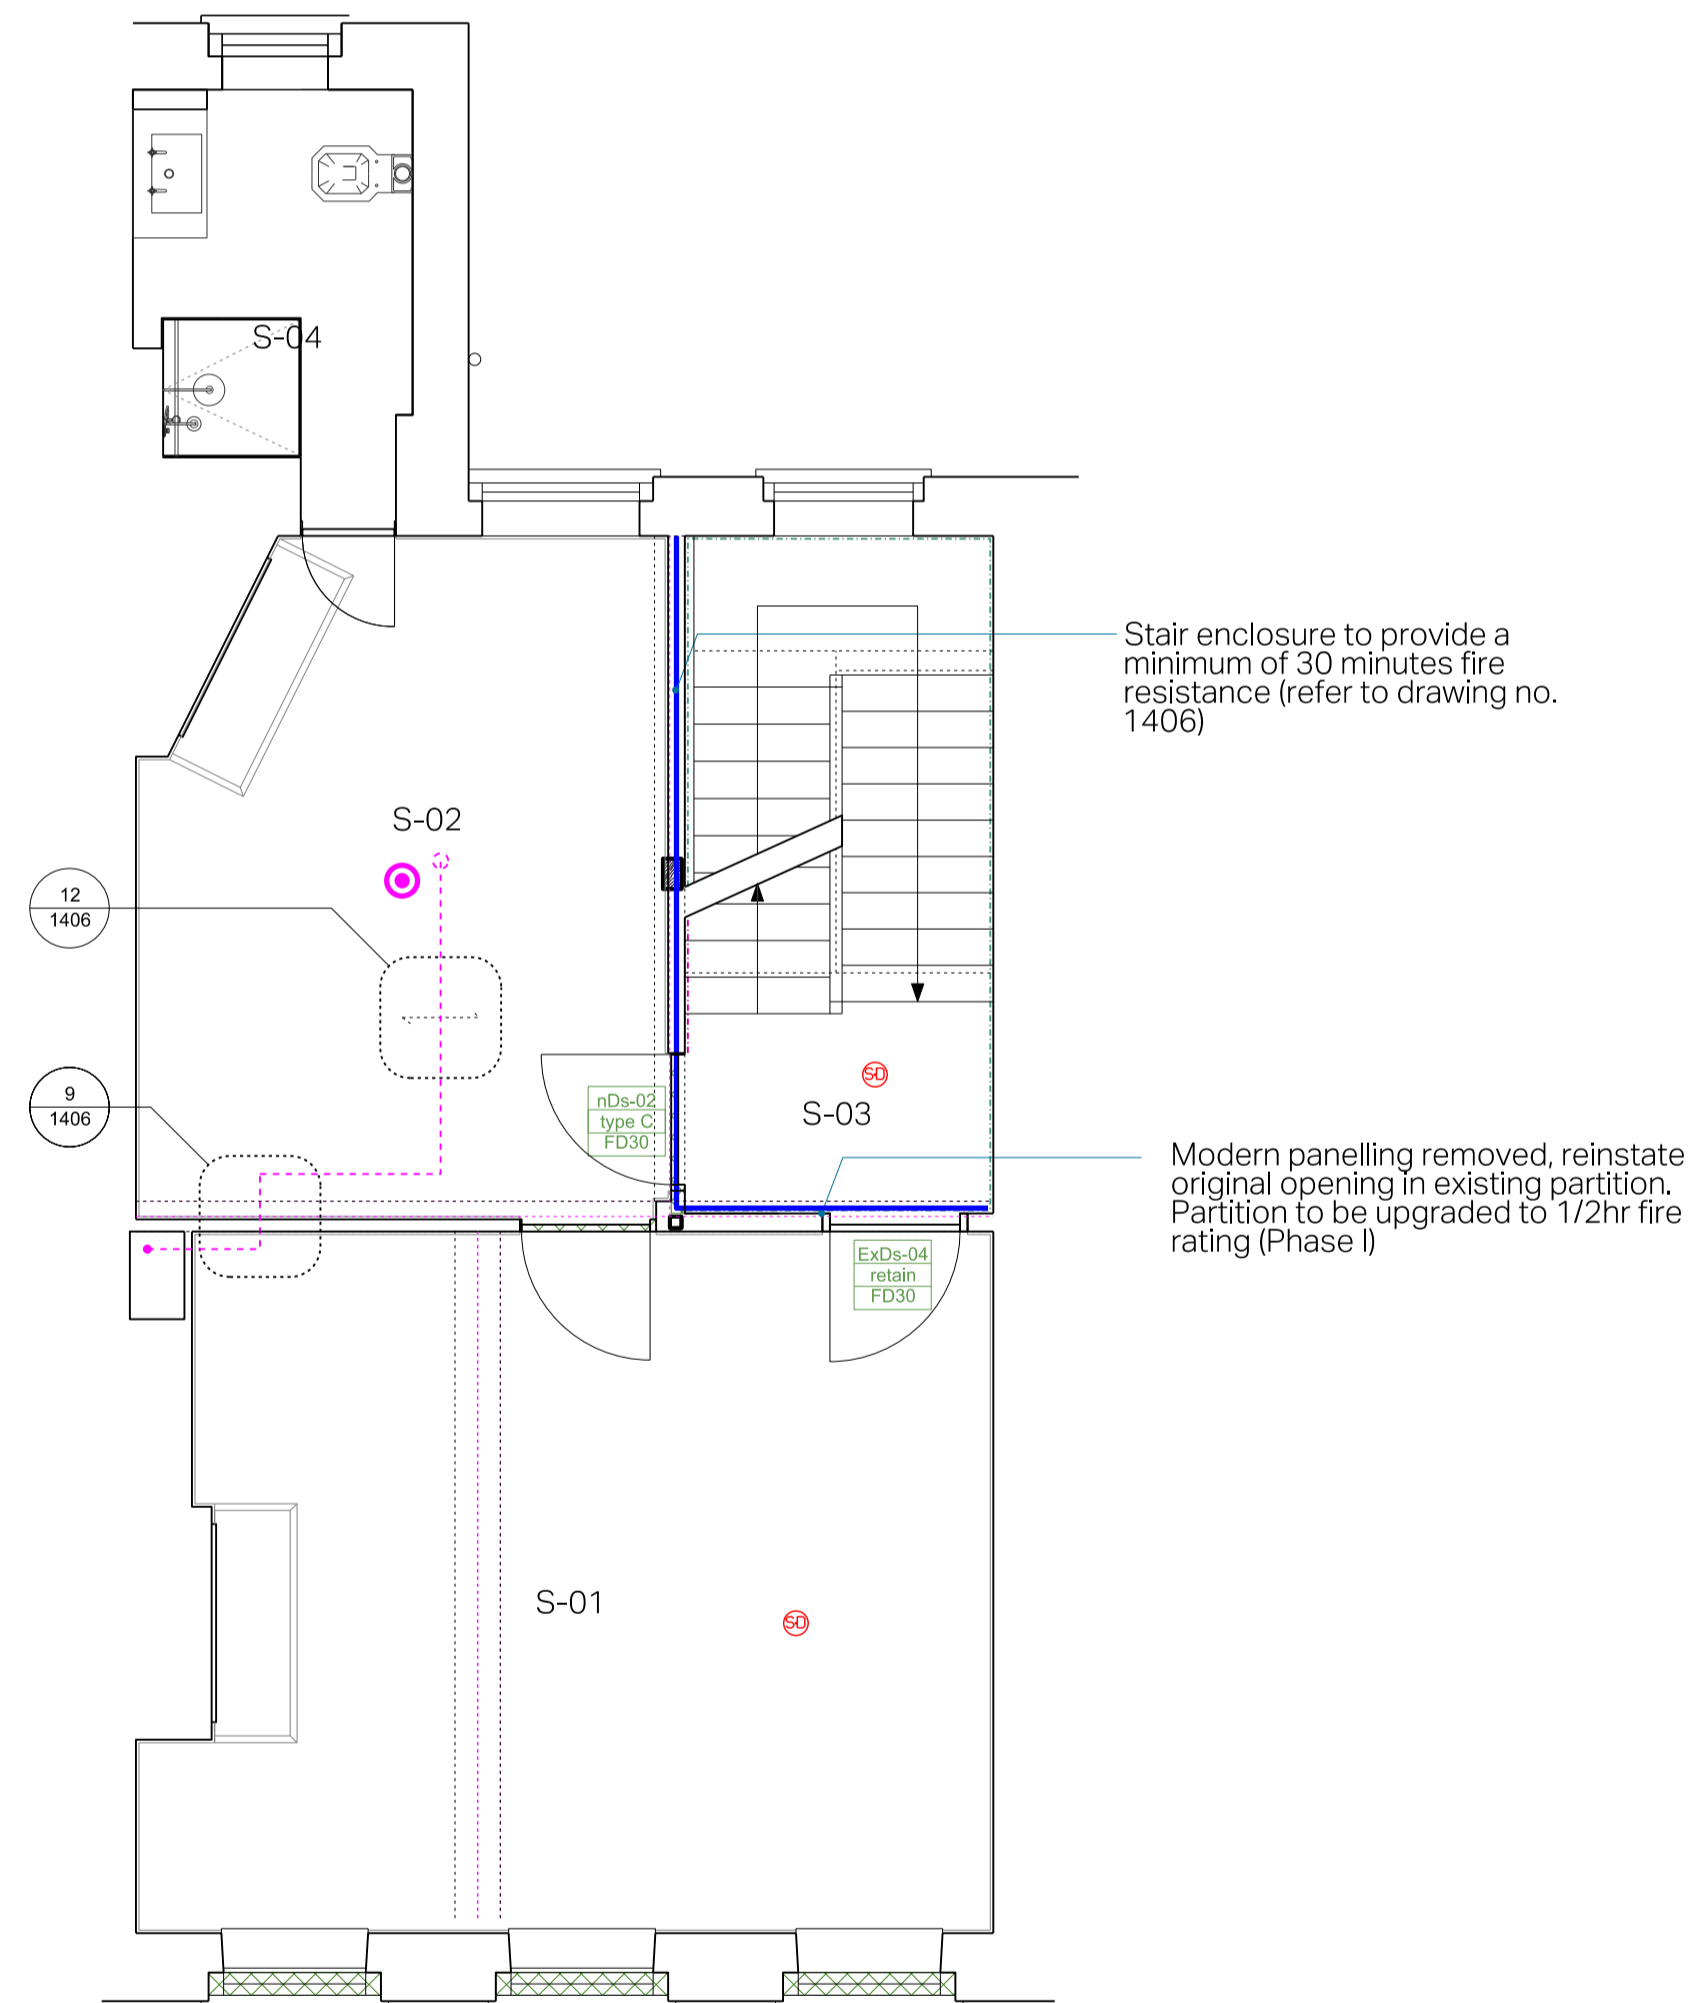 S-04
Stair enclosure to provide a
minimum of 30 minutes fire
resistance (refer to drawing no.
1406)
S-02
12
1406
9
1406
nDs-02
type C
FD30
SD
S-03
Modern panelling removed, reinstate
original opening in existing partition.
Partition to be upgraded to 1/2hr fire
rating (Phase I)
ExDs-04
retain
FD30
S-01
SD